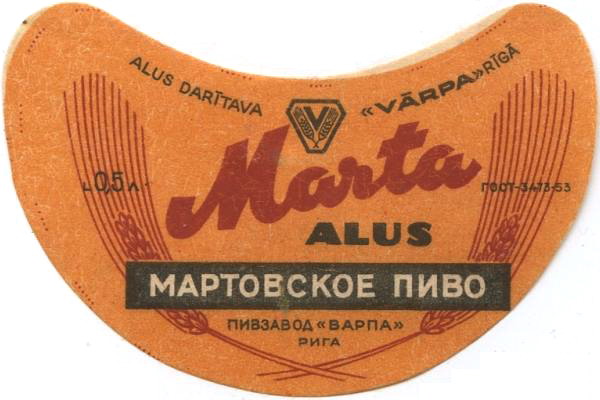 ALUS DARĪTAVA «VĀRPA» RĪGĀ
V
Marta
L 0,5 Л.
ГОСТ-3473-53
ALUS
МАРТОВСКОЕ ПИВО
ПИВЗАВОД «ВАРПА»
РИГА